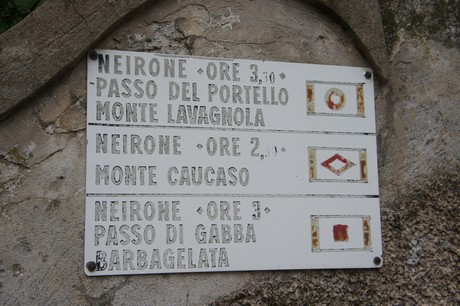 NEIRONE ◦ORE 3,10◦
PASSO DEL PORTELLO
MONTE LAVAGNOLA
NEIRONE ◦ORE 2,
MONTE CAUCASO
NEIRONE ◦ORE 3◦
PASSO DI GABBA
BARBAGELATA